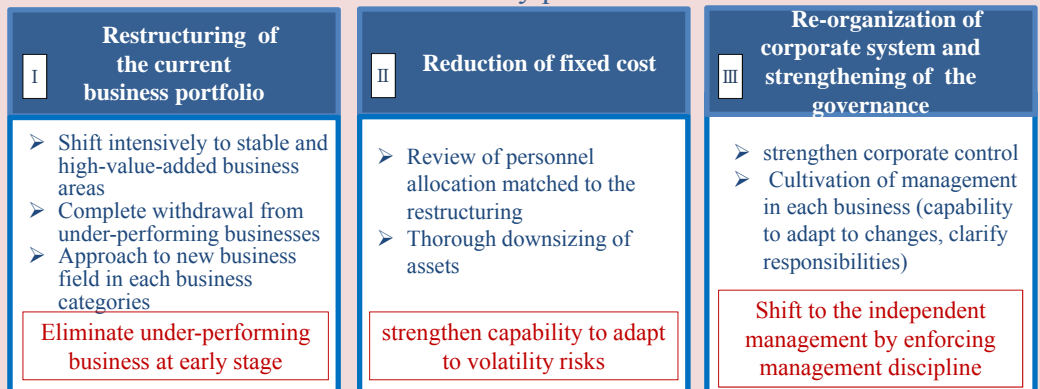 Restructuring of
the current
business portfolio
I
Shift intensively to stable and
high-value-added business
areas
Complete withdrawal from
under-performing businesses
Approach to new business
field in each business
categories
Eliminate under-performing
business at early stage
Reduction of fixed cost
II
Review of personnel
allocation matched to the
restructuring
Thorough downsizing of
assets
strengthen capability to adapt
to volatility risks
Re-organization of
corporate system and
strengthening of the
governance
III
strengthen corporate control
Cultivation of management
in each business (capability
to adapt to changes, clarify
responsibilities)
Shift to the independent
management by enforcing
management discipline